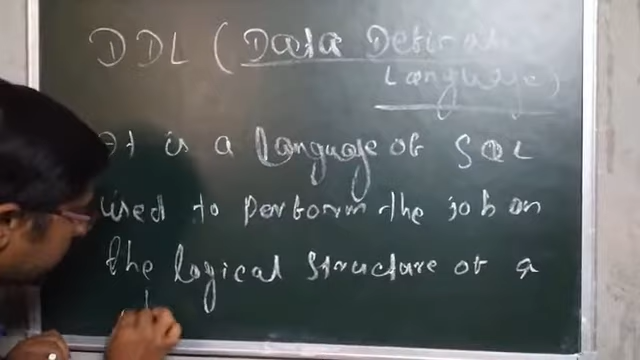 DDL (Data Definition
Language)
It is a Language of SQL
used to perform the job on
the logical structure of a